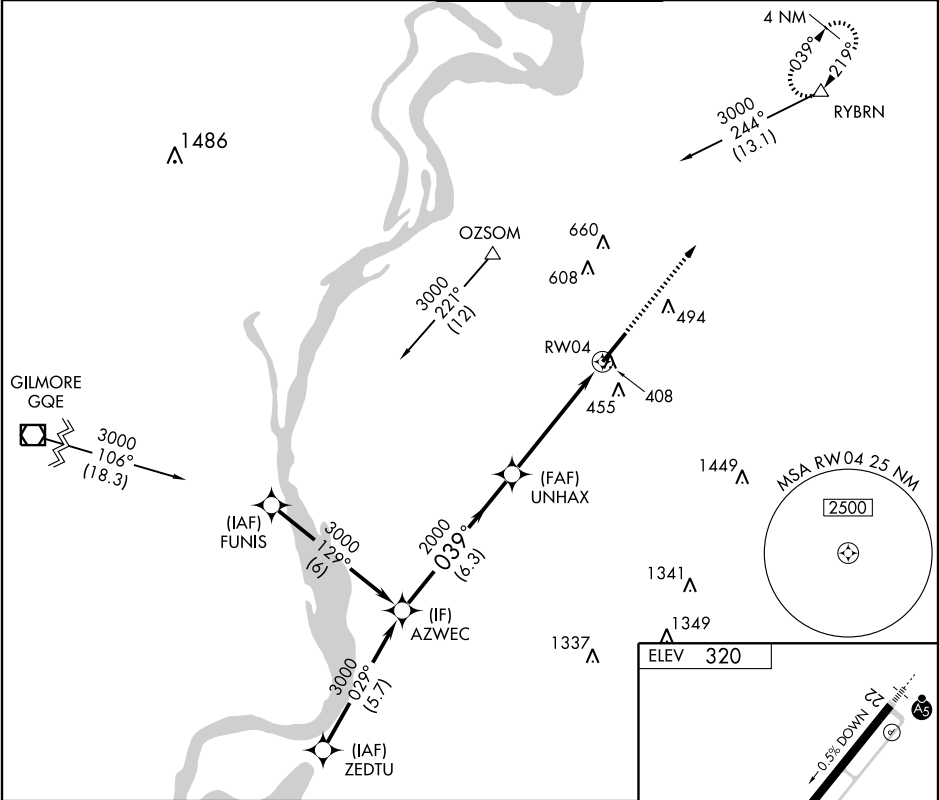 4 NM
039°
219°
RYBRN
3000
244°
(13.1)
1486
OZSOM
3000
221°
(12)
660
608
494
RW04
408
455
GILMORE
GQE
3000
106°
(18.3)
(IAF)
FUNIS
3000
129°
(6)
2000
039°
(6.3)
(FAF)
UNHAX
1449
MSA RW04 25 NM
2500
(IF)
AZWEC
1341
1349
1337
3000
029°
(5.7)
(IAF)
ZEDTU
ELEV 320
22
A5
0.5% DOWN
P